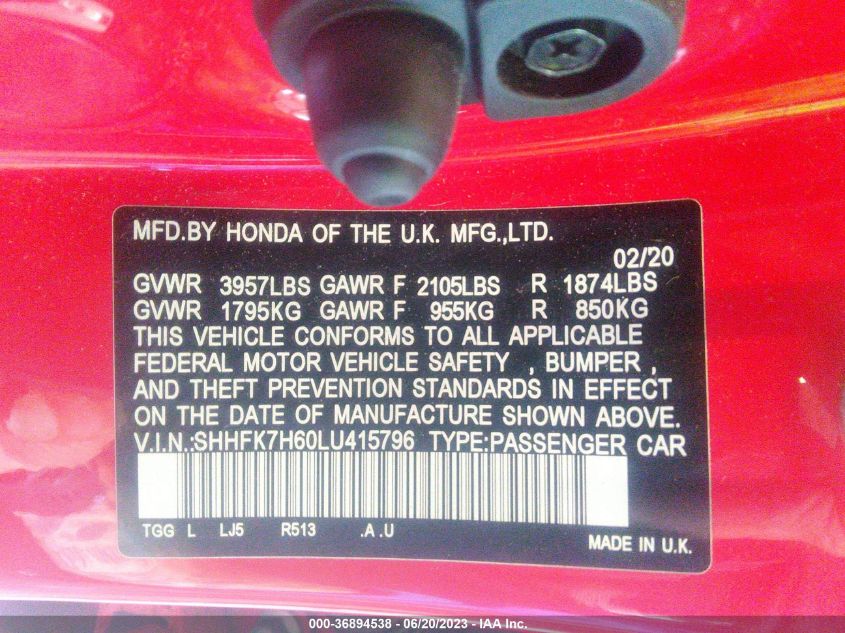 MFD.BY HONDA OF THE U.K. MFG.,LTD.
02/20
GVWR 3957LBS GAWR F 2105LBS R 1874LBS
GVWR 1795KG GAWR F 955KG R 850KG
THIS VEHICLE CONFORMS TO ALL APPLICABLE
FEDERAL MOTOR VEHICLE SAFETY , BUMPER ,
AND THEFT PREVENTION STANDARDS IN EFFECT
ON THE DATE OF MANUFACTURE SHOWN ABOVE.
V.I.N.:SHHFK7H60LU415796 TYPE:PASSENGER CAR
TGG L LJ5 R513 .A .U
MADE IN U.K.
000-36894538 - 06/20/2023 - IAA Inc.